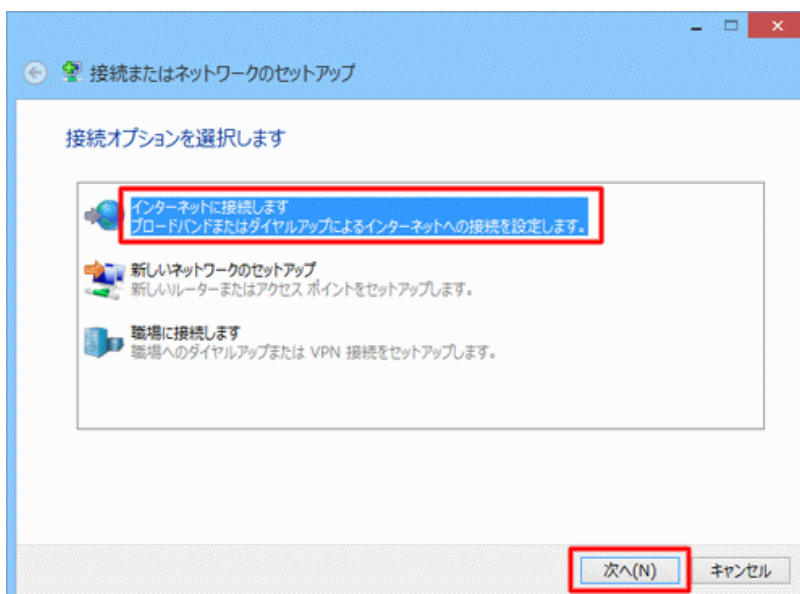 接続またはネットワークのセットアップ
接続オプションを選択します
インターネットに接続します
ブロードバンドまたはダイヤルアップによるインターネットへの接続を設定します。
新しいネットワークのセットアップ
新しいルーターまたはアクセス ポイントをセットアップします。
職場に接続します
職場へのダイヤルアップまたは VPN 接続をセットアップします。
次へ(N) キャンセル